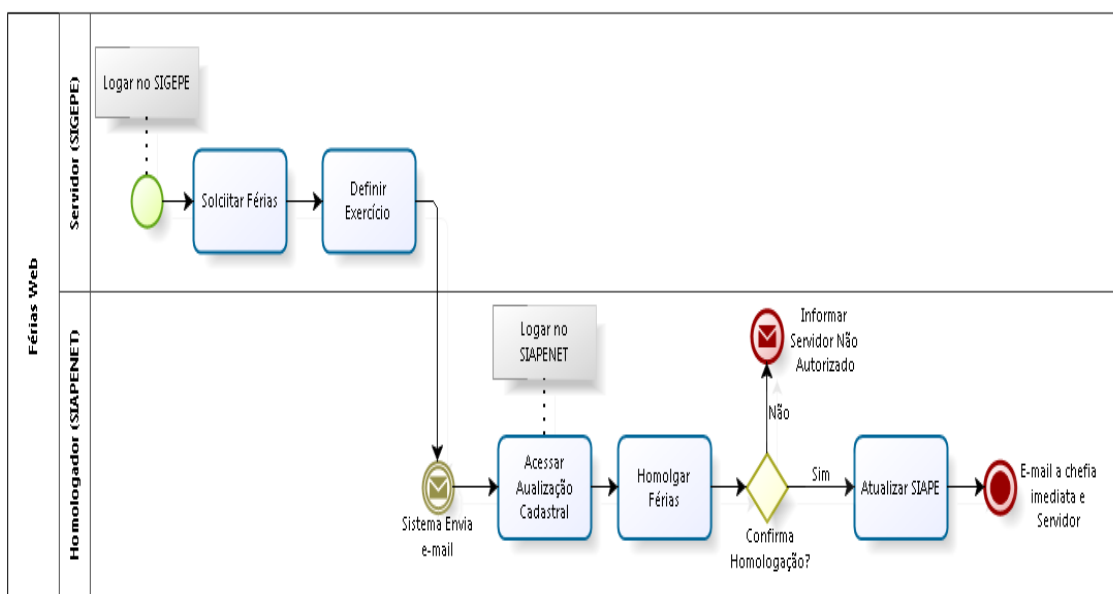 Férias Web
Servidor (SIGEPE)
Logar no SIGEPE
Solciitar Férias
Definir
Exercício
Homologador (SIAPENET)
Sistema Envia
e-mail
Logar no
SIAPENET
Acessar
Aualização
Cadastral
Homolgar
Férias
Confirma
Homologação?
Não
Informar
Servidor Não
Autorizado
Sim
Atualizar SIAPE
E-mail a chefia
imediata e
Servidor